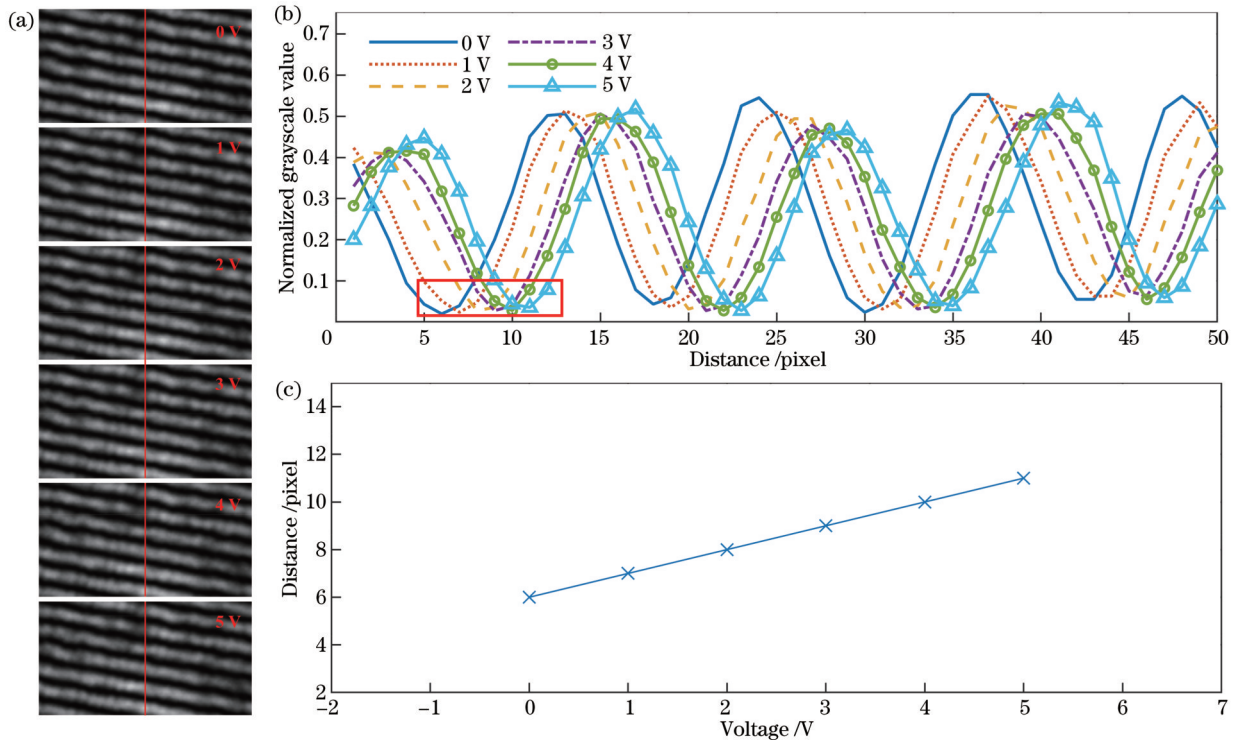 (a)
0 V
1 V
2 V
3 V
4 V
5 V
(b)
Normalized grayscale value
0.7
0.6
0.5
0.4
0.3
0.2
0.1
0 V
1 V
2 V
3 V
4 V
5 V
0 5 10 15 20 25 30 35 40 45 50
Distance /pixel
(c)
Distance /pixel
14
12
10
8
6
4
2
−2 −1 0 1 2 3 4 5 6 7
Voltage /V